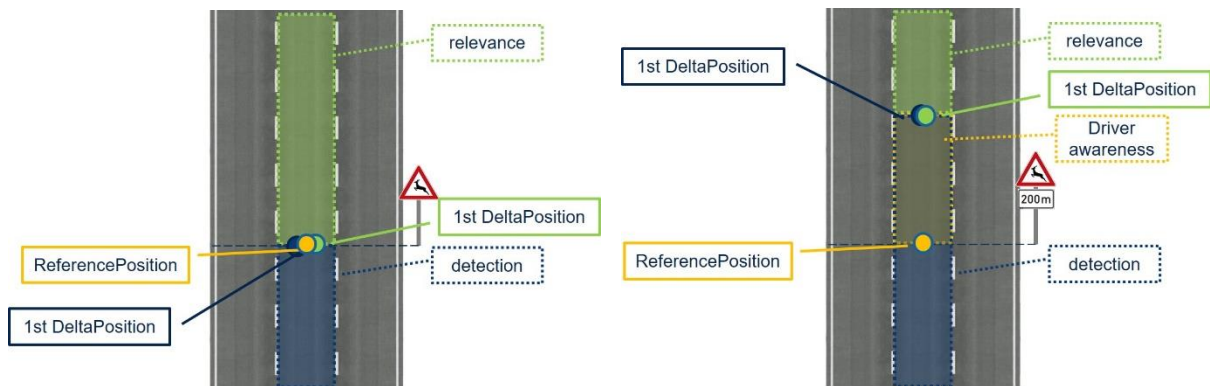 relevance
1st DeltaPosition
ReferencePosition
detection
1st DeltaPosition
relevance
1st DeltaPosition
1st DeltaPosition
Driver
awareness
200m
ReferencePosition
detection